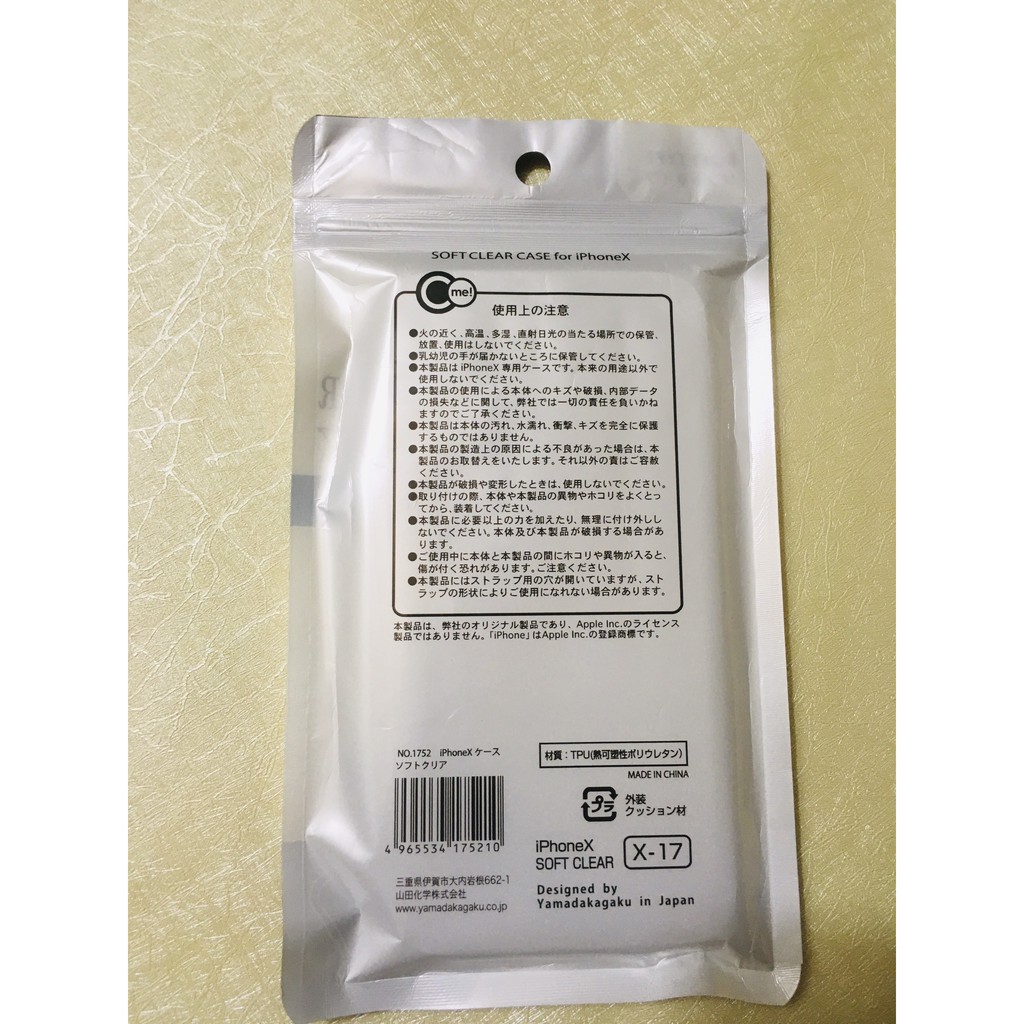 SOFT CLEAR CASE for iPhoneX
C me!
使用上の注意
●火の近く、高温、多湿、直射日光の当たる場所での保管、
放置、使用はしないでください。
●乳幼児の手が届かないところに保管してください。
●本製品は iPhoneX 専用ケースです。本来の用途以外で
使用しないでください。
●本製品の使用による本体へのキズや破損、内部データ
の損失などに関して、弊社では一切の責任を負いかね
ますのでご了承ください。
●本製品は本体の汚れ、水濡れ、衝撃、キズを完全に保護
するものではありません。
●本製品の製造上の原因による不良があった場合は、本
製品のお取替えをいたします。それ以外の責はご容赦
ください。
●本製品が破損や変形したときは、使用しないでください。
●取り付けの際、本体や本製品の異物やホコリをよくとっ
てから、装着してください。
●本製品に必要以上の力を加えたり、無理に付け外しし
ないでください。本体及び本製品が破損する場合があ
ります。
●ご使用中に本体と本製品の間にホコリや異物が入ると、
傷が付く恐れがあります。ご注意ください。
●本製品にはストラップ用の穴が開いていますが、スト
ラップの形状によりご使用になれない場合があります。
本製品は、弊社のオリジナル製品であり、Apple Inc.のライセンス
製品ではありません。「iPhone」はApple Inc.の登録商標です。
NO.1752 iPhoneX ケース
ソフトクリア
4 965534 175210
三重県伊賀市大内岩根662-1
山田化学株式会社
www.yamadakagaku.co.jp
材質：TPU(熱可塑性ポリウレタン)
MADE IN CHINA
プラ
外装
クッション材
iPhoneX
SOFT CLEAR
X-17
Designed by
Yamadakagaku in Japan